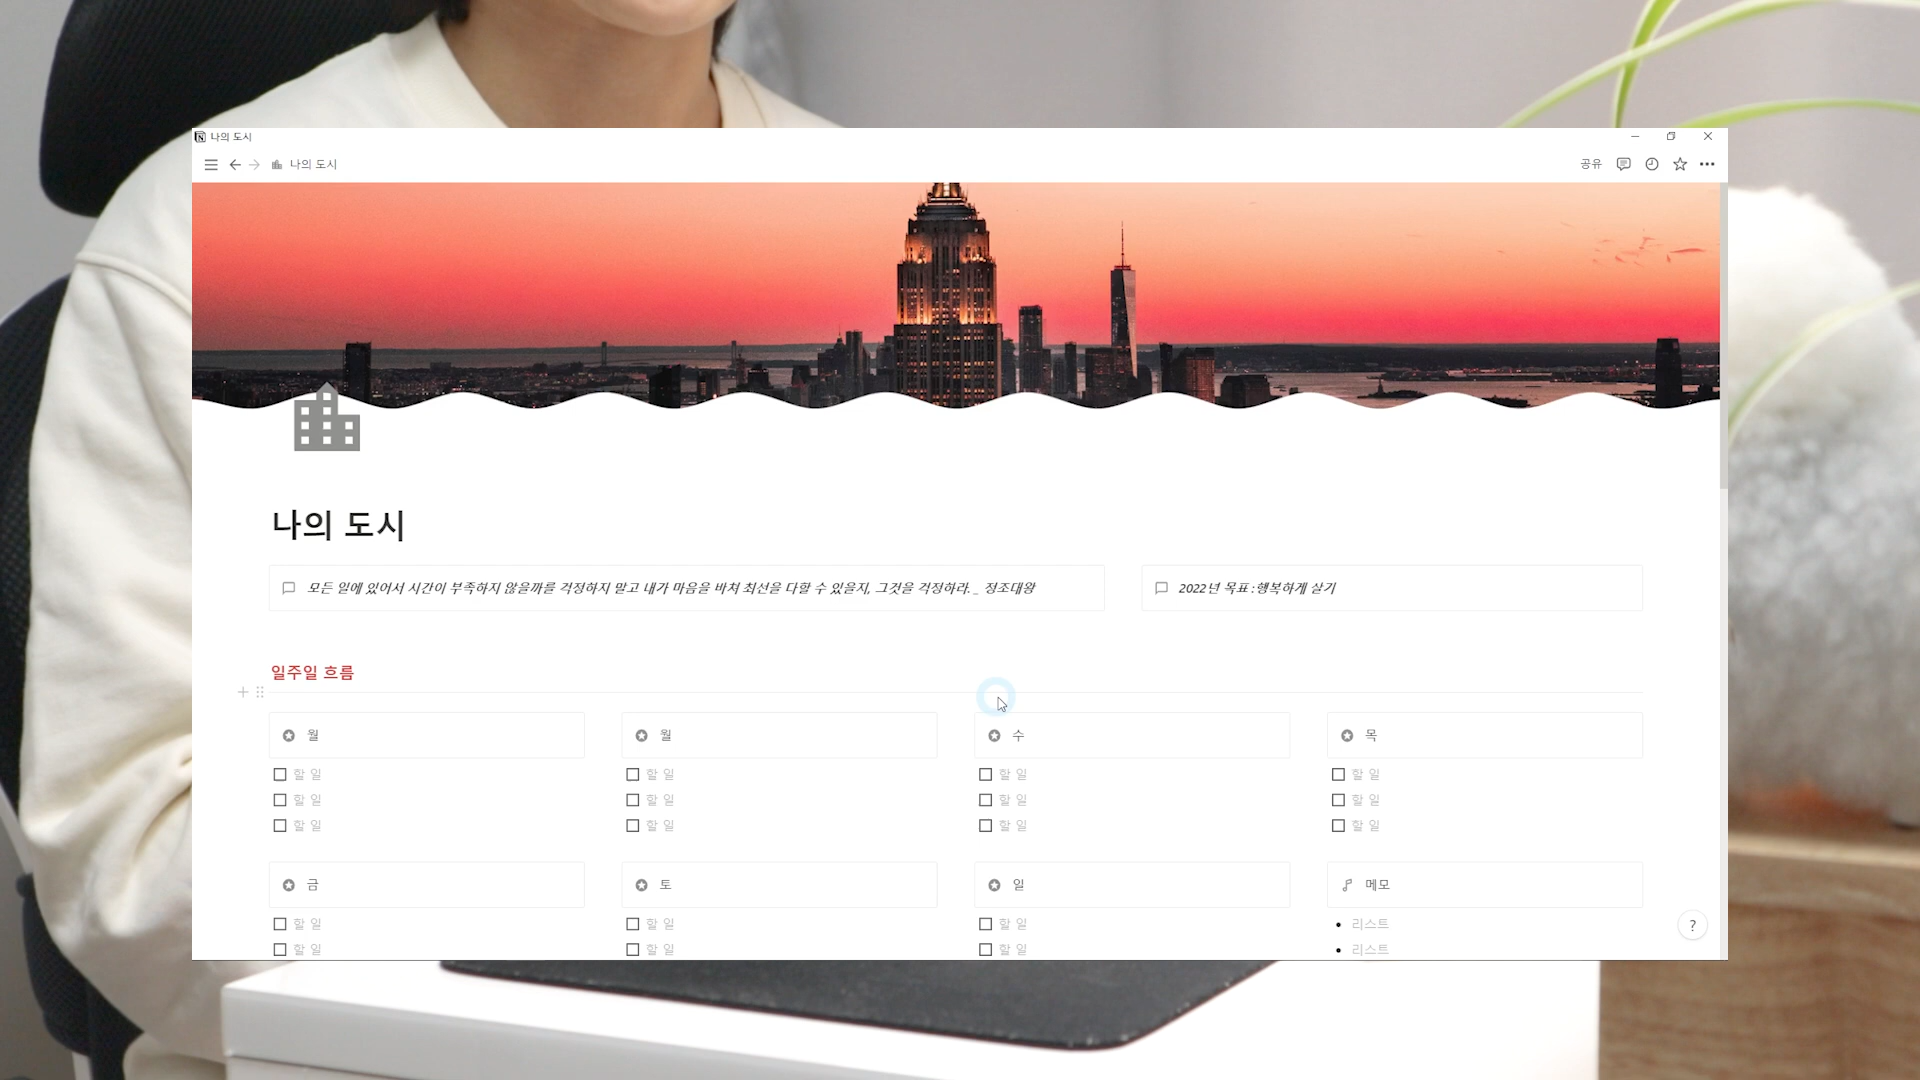 나의 도시
나의 도시
공유
나의 도시
모든 일에 있어서 시간이 부족하지 않을까를 걱정하지 말고 내가 마음을 바쳐 최선을 다할 수 있을지, 그것을 걱정하라. _ 정조대왕
2022년 목표 : 행복하게 살기
일주일 흐름
월
월
수
목
할 일
할 일
할 일
할 일
할 일
할 일
할 일
할 일
할 일
할 일
할 일
할 일
금
토
일
메모
할 일
할 일
할 일
리스트
할 일
할 일
할 일
리스트
?